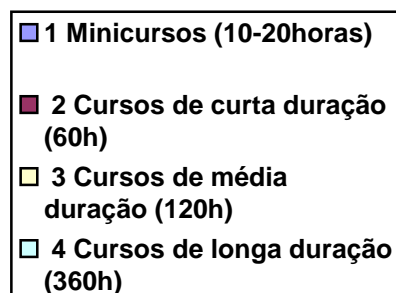 1 Minicursos (10-20horas)
2 Cursos de curta duração
(60h)
3 Cursos de média
duração (120h)
4 Cursos de longa duração
(360h)